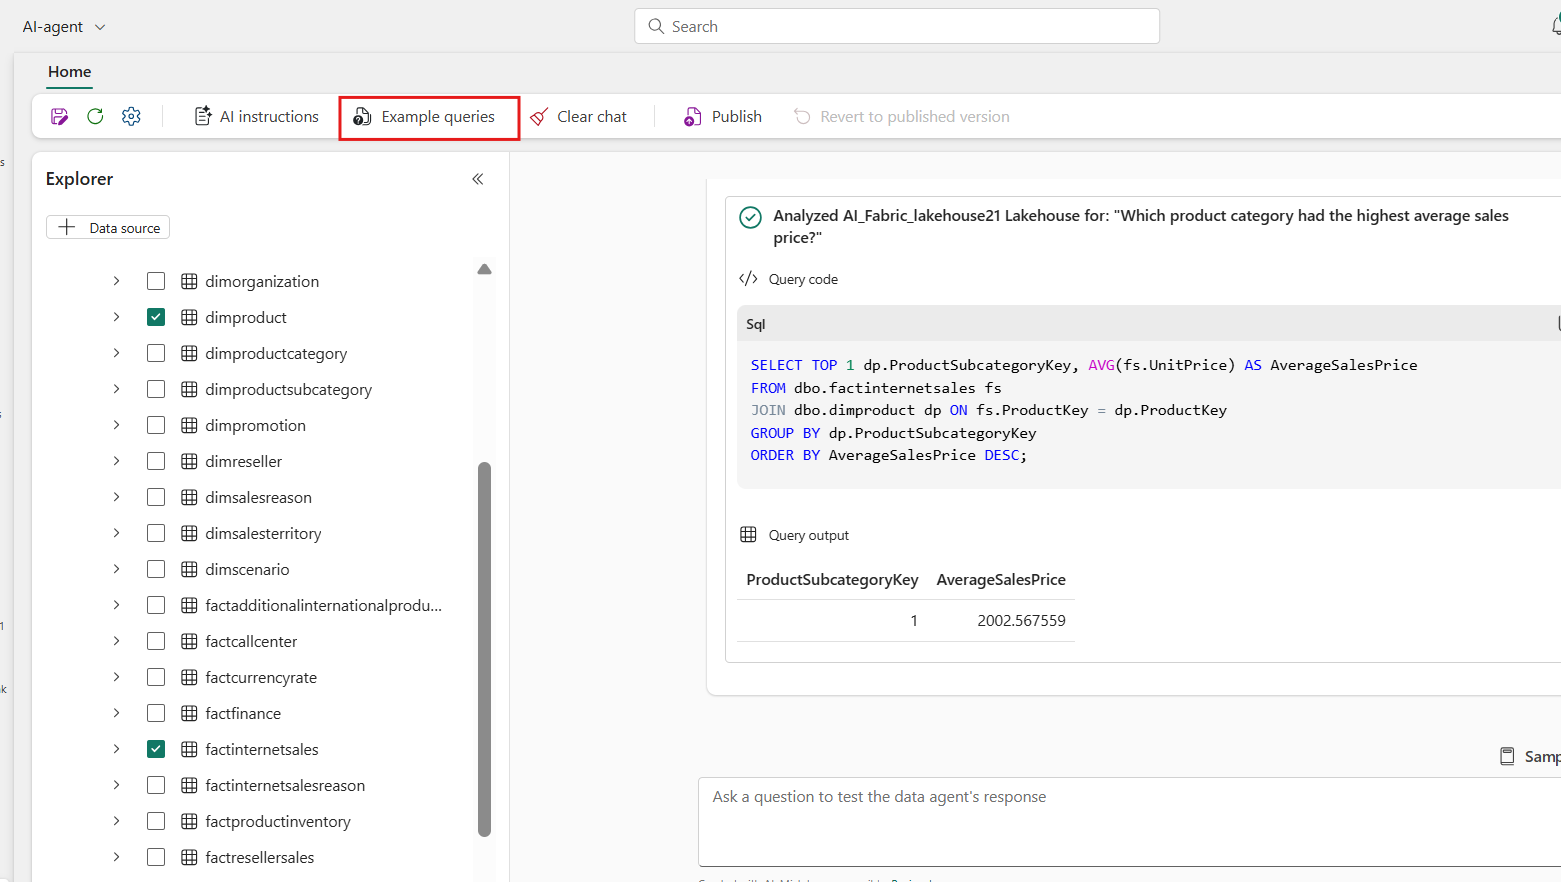 AI-agent
Search
Home
AI instructions
Example queries
Clear chat
Publish
Revert to published version
Explorer
Data source
dimorganization
dimproduct
dimproductcategory
dimproductsubcategory
dimpromotion
dimreseller
dimsalesreason
dimsalesterritory
dimscenario
factadditionalinternationalprodu...
factcallcenter
factcurrencyrate
factfinance
factinternetsales
factinternetsalesreason
factproductinventory
factresellersales
Analyzed AI_Fabric_lakehouse21 Lakehouse for: "Which product category had the highest average sales
price?"
Query code
Sql
SELECT TOP 1 dp.ProductSubcategoryKey, AVG(fs.UnitPrice) AS AverageSalesPrice
FROM dbo.factinternetsales fs
JOIN dbo.dimproduct dp ON fs.ProductKey = dp.ProductKey
GROUP BY dp.ProductSubcategoryKey
ORDER BY AverageSalesPrice DESC;
Query output
ProductSubcategoryKey AverageSalesPrice
1 2002.567559
Samp
Ask a question to test the data agent's response